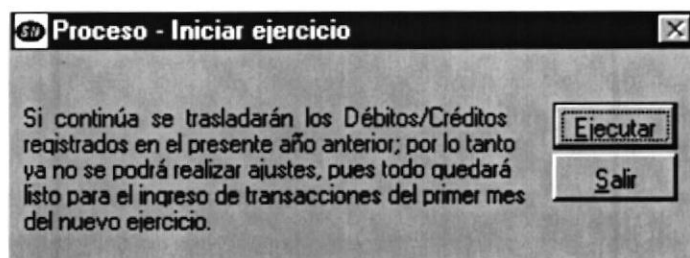 SN Proceso - Iniciar ejercicio
Si continúa se trasladarán los Débitos/Créditos
registrados en el presente año anterior; por lo tanto
ya no se podrá realizar ajustes, pues todo quedará
listo para el ingreso de transacciones del primer mes
del nuevo ejercicio.
Ejecutar
Salir